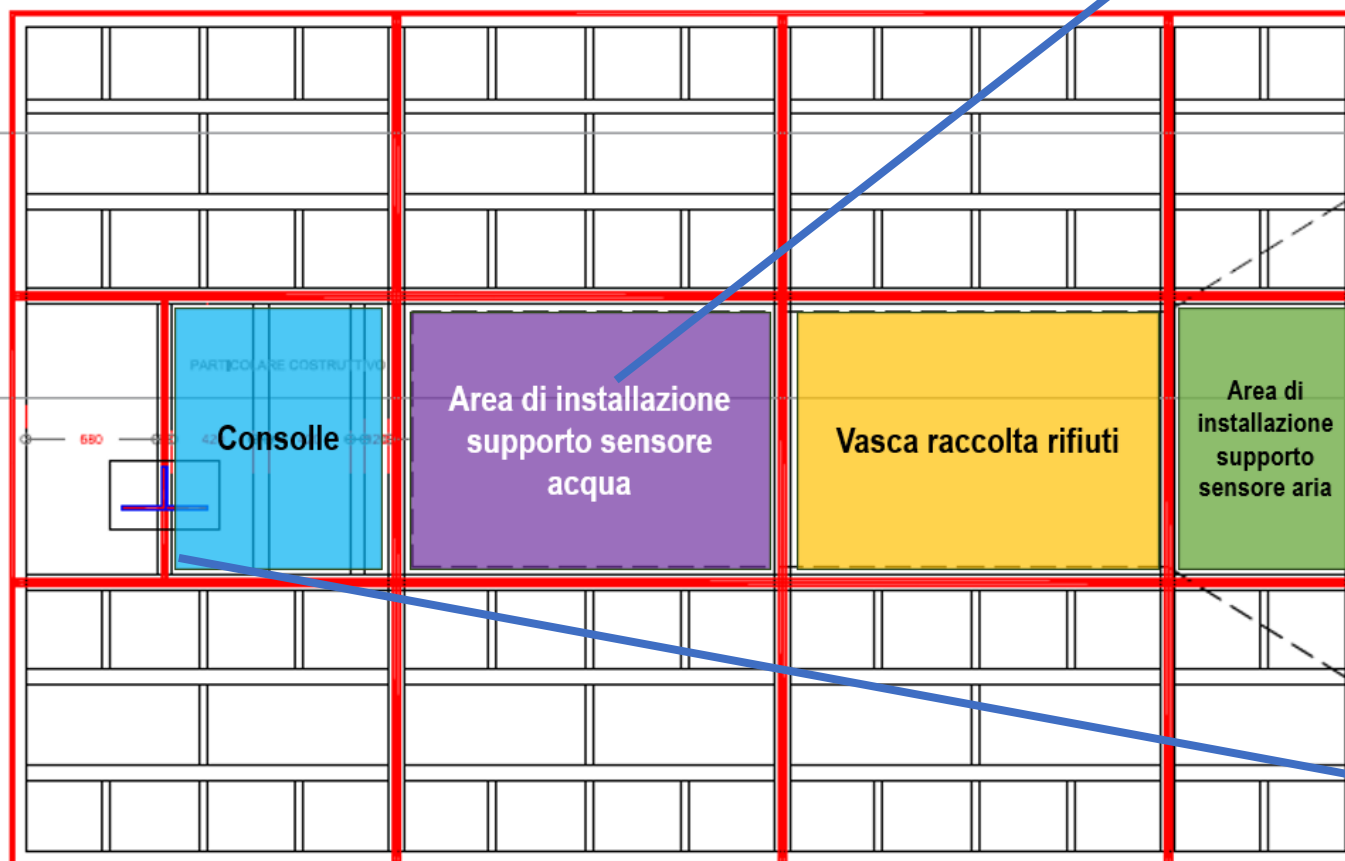 PARTICOLARE COSTRUTTIVO
680
Consolle
Area di installazione
supporto sensore
acqua
Vasca raccolta rifiuti
Area di
installazione
supporto
sensore aria